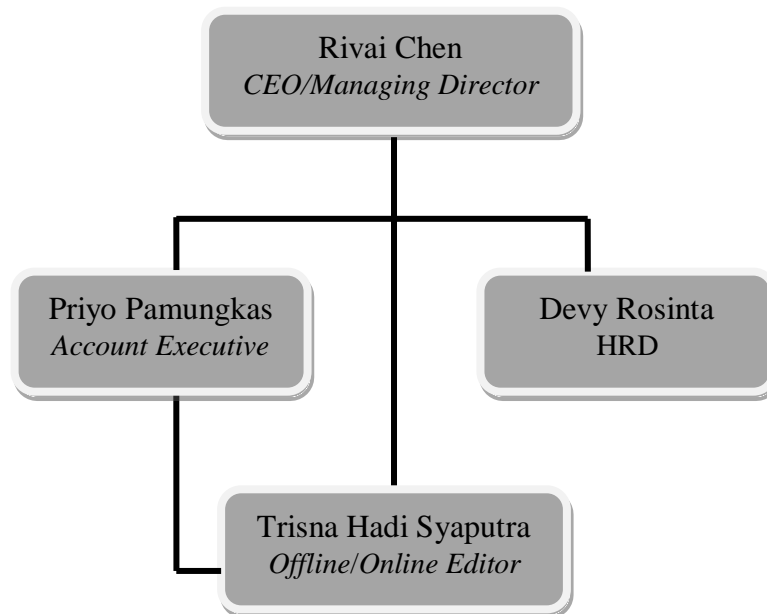 Rivai Chen
CEO/Managing Director
Priyo Pamungkas
Account Executive
Devy Rosinta
HRD
Trisna Hadi Syaputra
Offline/Online Editor